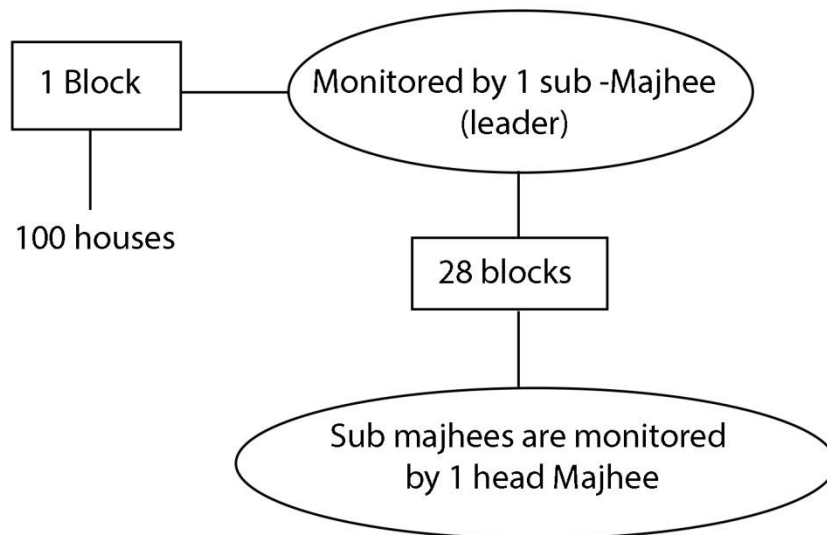 1 Block
Monitored by 1 sub -Majhee
(leader)
100 houses
28 blocks
Sub majhees are monitored
by 1 head Majhee